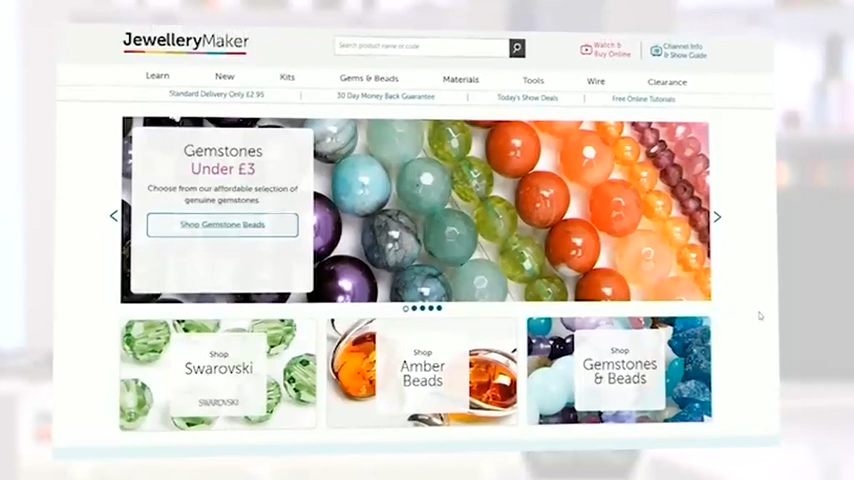 JewelleryMaker
Search product name or code
Watch &
Buy Online
Channel Info
& Show Guide
Learn
New
Kits
Gems & Beads
Materials
Tools
Wire
Clearance
Standard Delivery Only £2.95
30 Day Money Back Guarantee
Today's Show Deals
Free Online Tutorials
Gemstones
Under £3
Choose from our affordable selection of
genuine gemstones
Shop Gemstone Beads
Shop
Swarovski
SWAROVSKI
Shop
Amber
Beads
Shop
Gemstones
& Beads